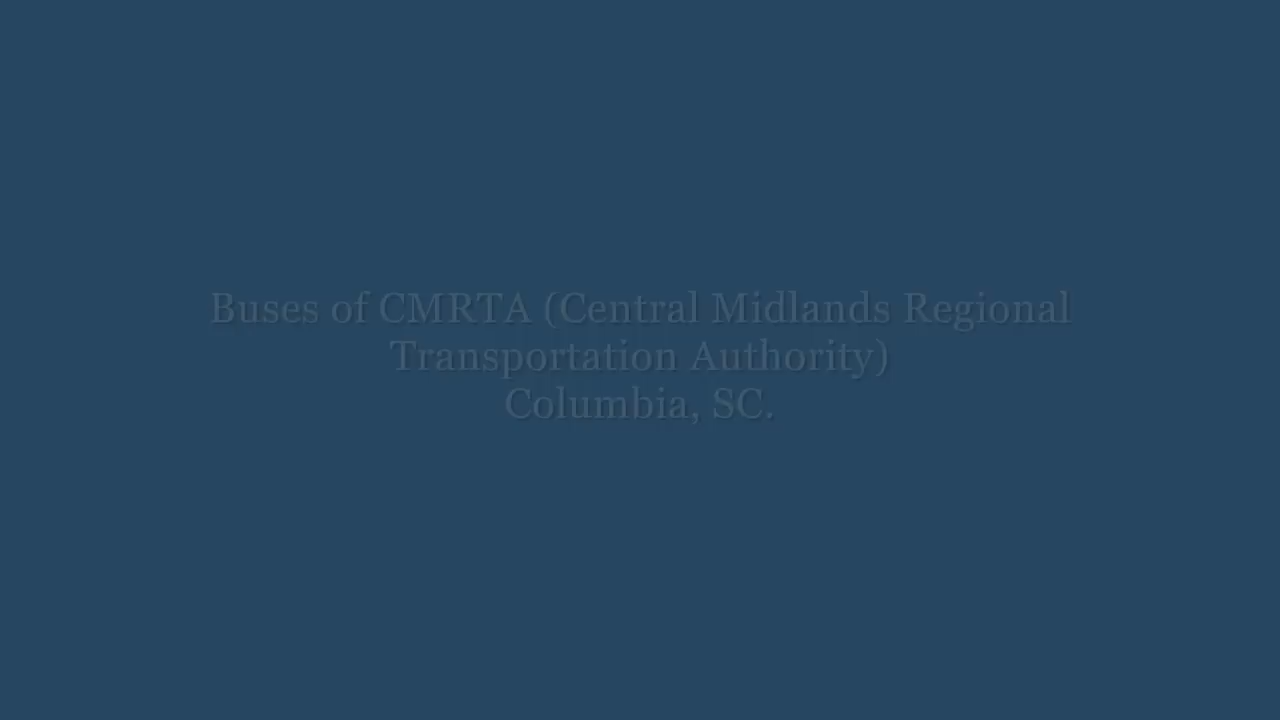 Buses of CMRTA (Central Midlands Regional
Transportation Authority)
Columbia, SC.